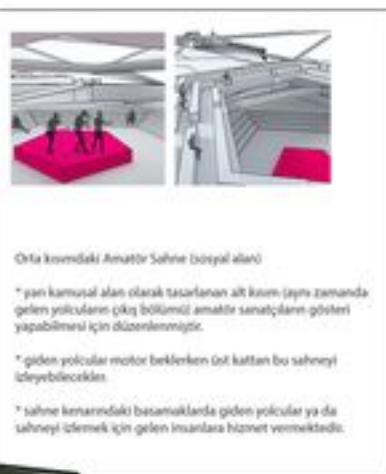 Orta kısımdaki Amatör Sahne (sosyal alan)
* yarı kamusal alan olarak tasarlanan alt kısım (aynı zamanda
gelen yolcuların çıkış bölümü) amatör sanatçıların gösteri
yapabilmesi için düzenlenmiştir.
* giden yolcular motor beklerken üst kattan bu sahneyi
izleyebilecekler.
* sahne kenarındaki basamaklarda giden yolcular ya da
sahneyi izlemek için gelen insanlara hizmet vermektedir.